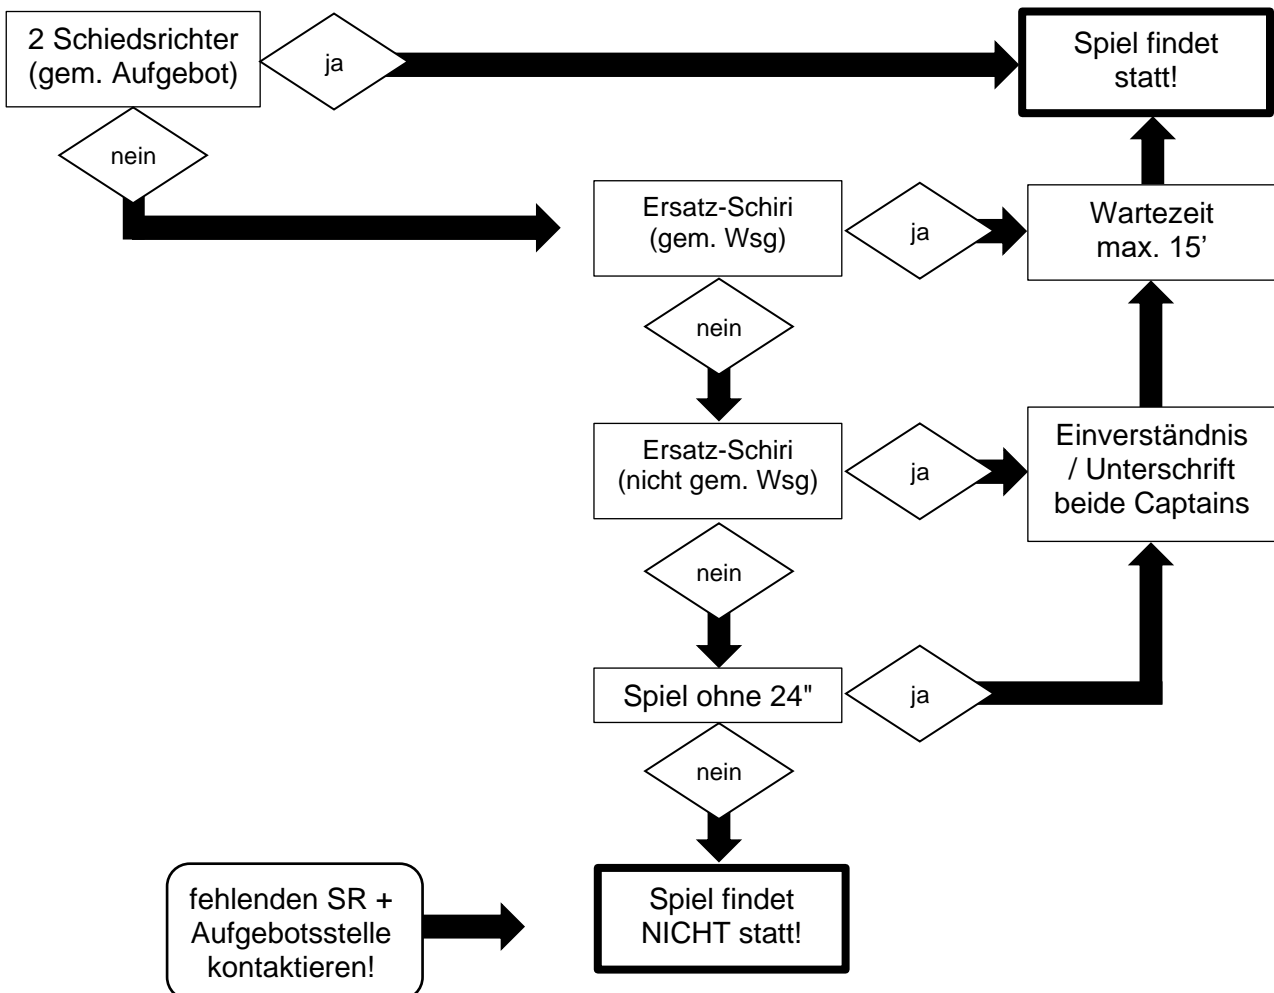 2 Schiedsrichter
(gem. Aufgebot)
ja
Spiel findet
statt!
nein
Ersatz-Schiri
(gem. Wsg)
ja
Wartezeit
max. 15’
nein
Ersatz-Schiri
(nicht gem. Wsg)
ja
Einverständnis
/ Unterschrift
beide Captains
nein
Spiel ohne 24"
ja
nein
fehlenden SR +
Aufgebotsstelle
kontaktieren!
Spiel findet
NICHT statt!